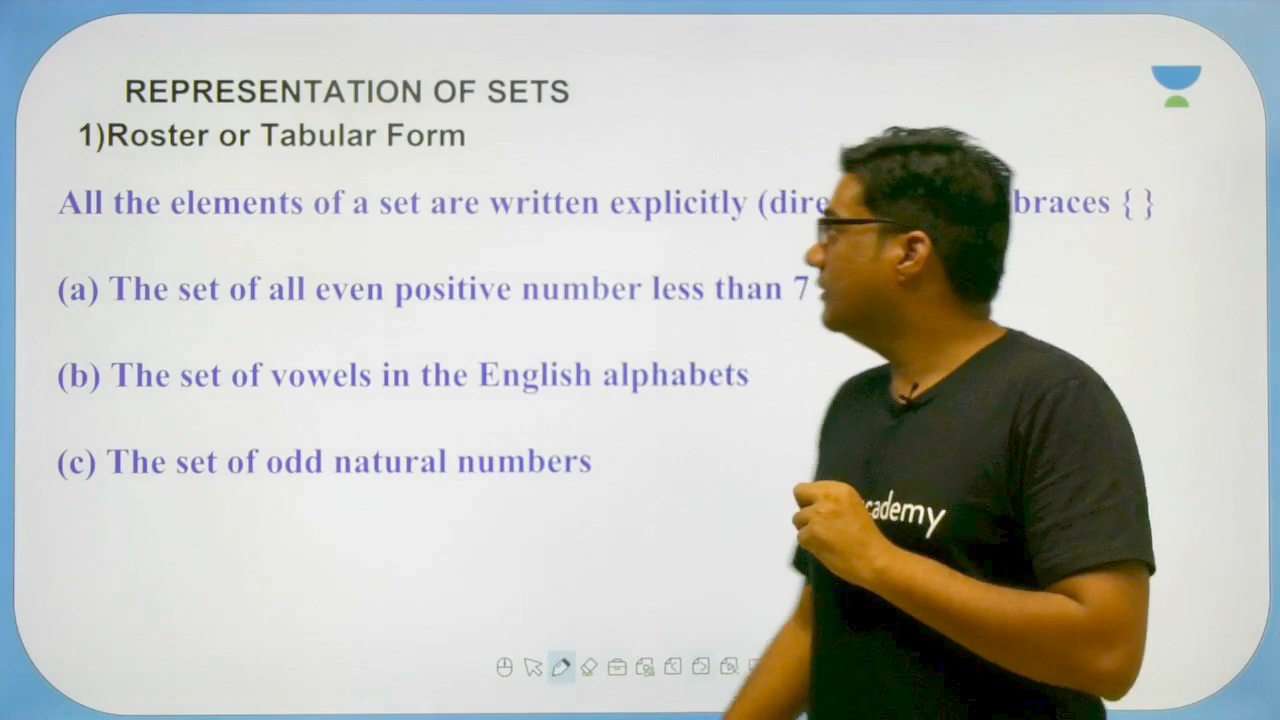 REPRESENTATION OF SETS
1)Roster or Tabular Form
All the elements of a set are written explicitly (dire braces { }
(a) The set of all even positive number less than 7
(b) The set of vowels in the English alphabets
(c) The set of odd natural numbers
cademy